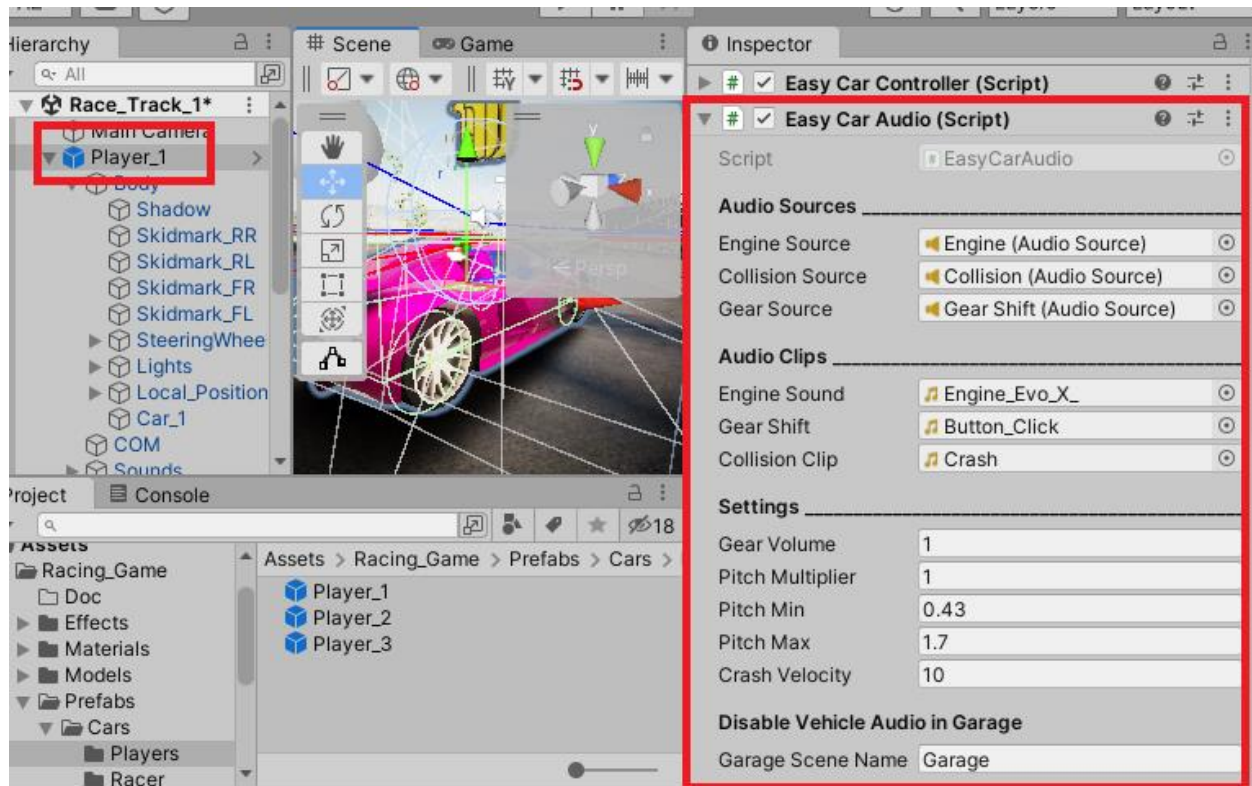 Hierarchy
All
Race_Track_1*
Main Camera
Player_1
Body
Shadow
Skidmark_RR
Skidmark_RL
Skidmark_FR
Skidmark_FL
SteeringWhee
Lights
Local_Position
Car_1
COM
Sounds
Scene Game
Persp
y
Project Console
18
Assets
Racing_Game
Doc
Effects
Materials
Models
Prefabs
Cars
Players
Racer
Assets > Racing_Game > Prefabs > Cars >
Player_1
Player_2
Player_3
Inspector
Easy Car Controller (Script)
Easy Car Audio (Script)
Script EasyCarAudio
Audio Sources
Engine Source Engine (Audio Source)
Collision Source Collision (Audio Source)
Gear Source Gear Shift (Audio Source)
Audio Clips
Engine Sound Engine_Evo_X_
Gear Shift Button_Click
Collision Clip Crash
Settings
Gear Volume 1
Pitch Multiplier 1
Pitch Min 0.43
Pitch Max 1.7
Crash Velocity 10
Disable Vehicle Audio in Garage
Garage Scene Name Garage